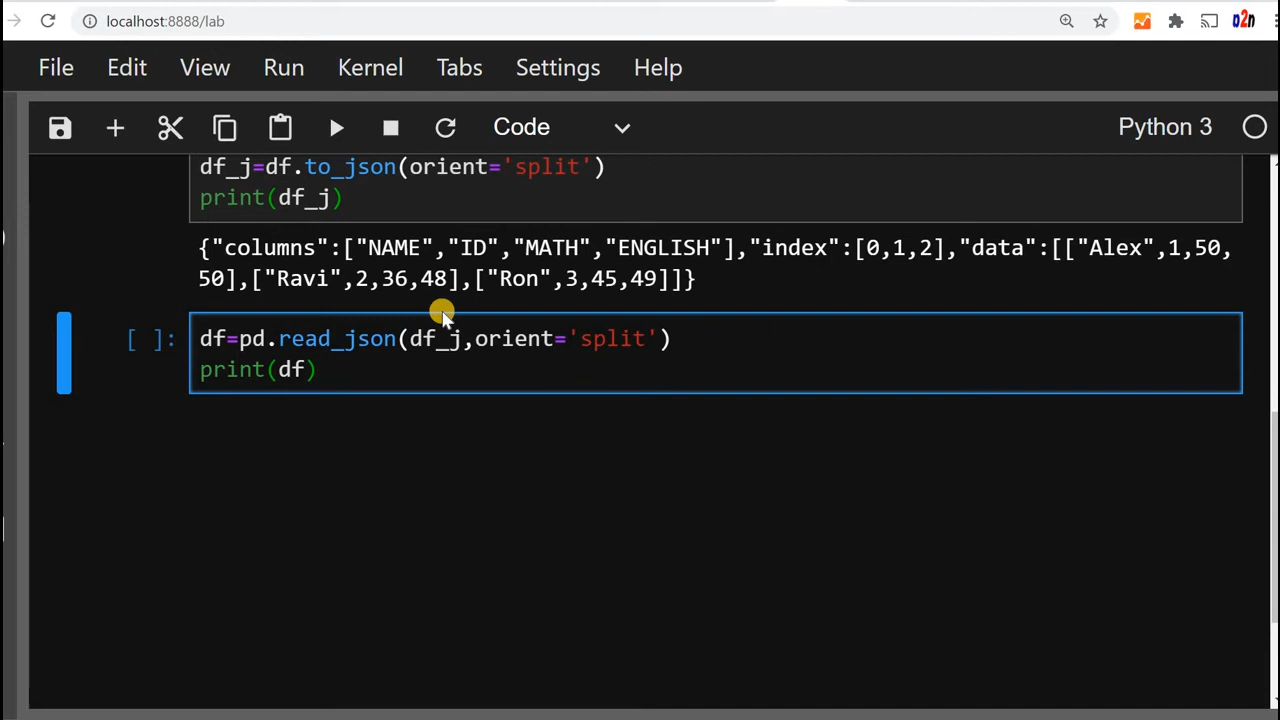 localhost:8888/lab
o2n
File Edit View Run Kernel Tabs Settings Help
Code Python 3
df_j=df.to_json(orient='split')
print(df_j)
{"columns":["NAME","ID","MATH","ENGLISH"],"index":[0,1,2],"data":[["Alex",1,50,
50],["Ravi",2,36,48],["Ron",3,45,49]]}
[ ]: df=pd.read_json(df_j,orient='split')
print(df)